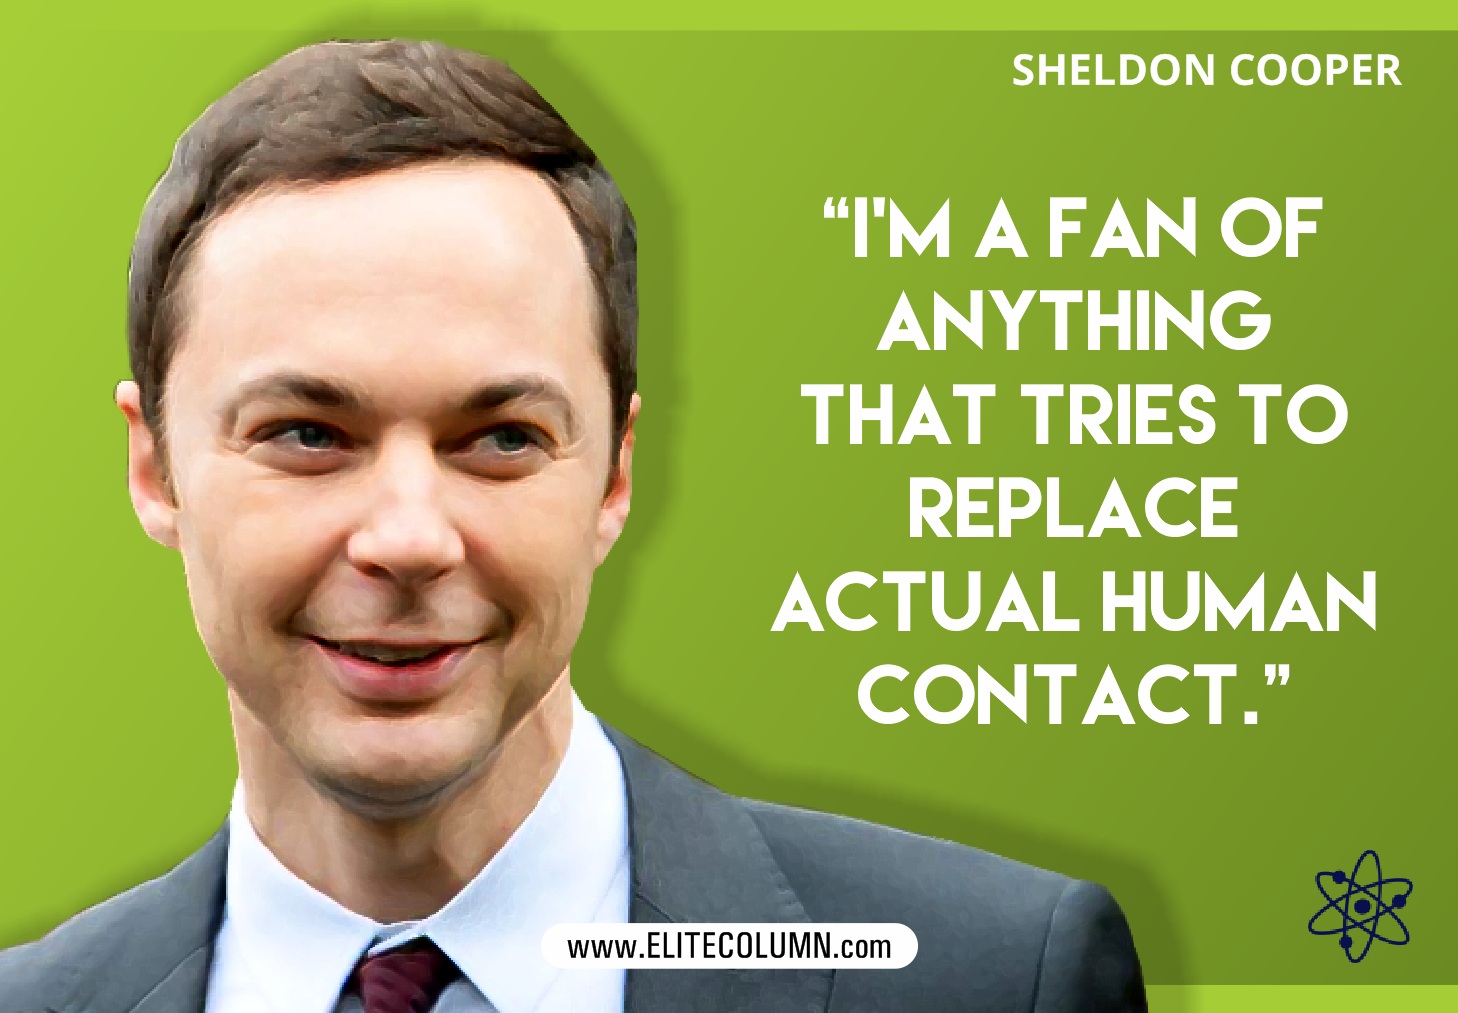 SHELDON COOPER
“I'M A FAN OF
ANYTHING
THAT TRIES TO
REPLACE
ACTUAL HUMAN
CONTACT.”
www.ELITECOLUMN.com